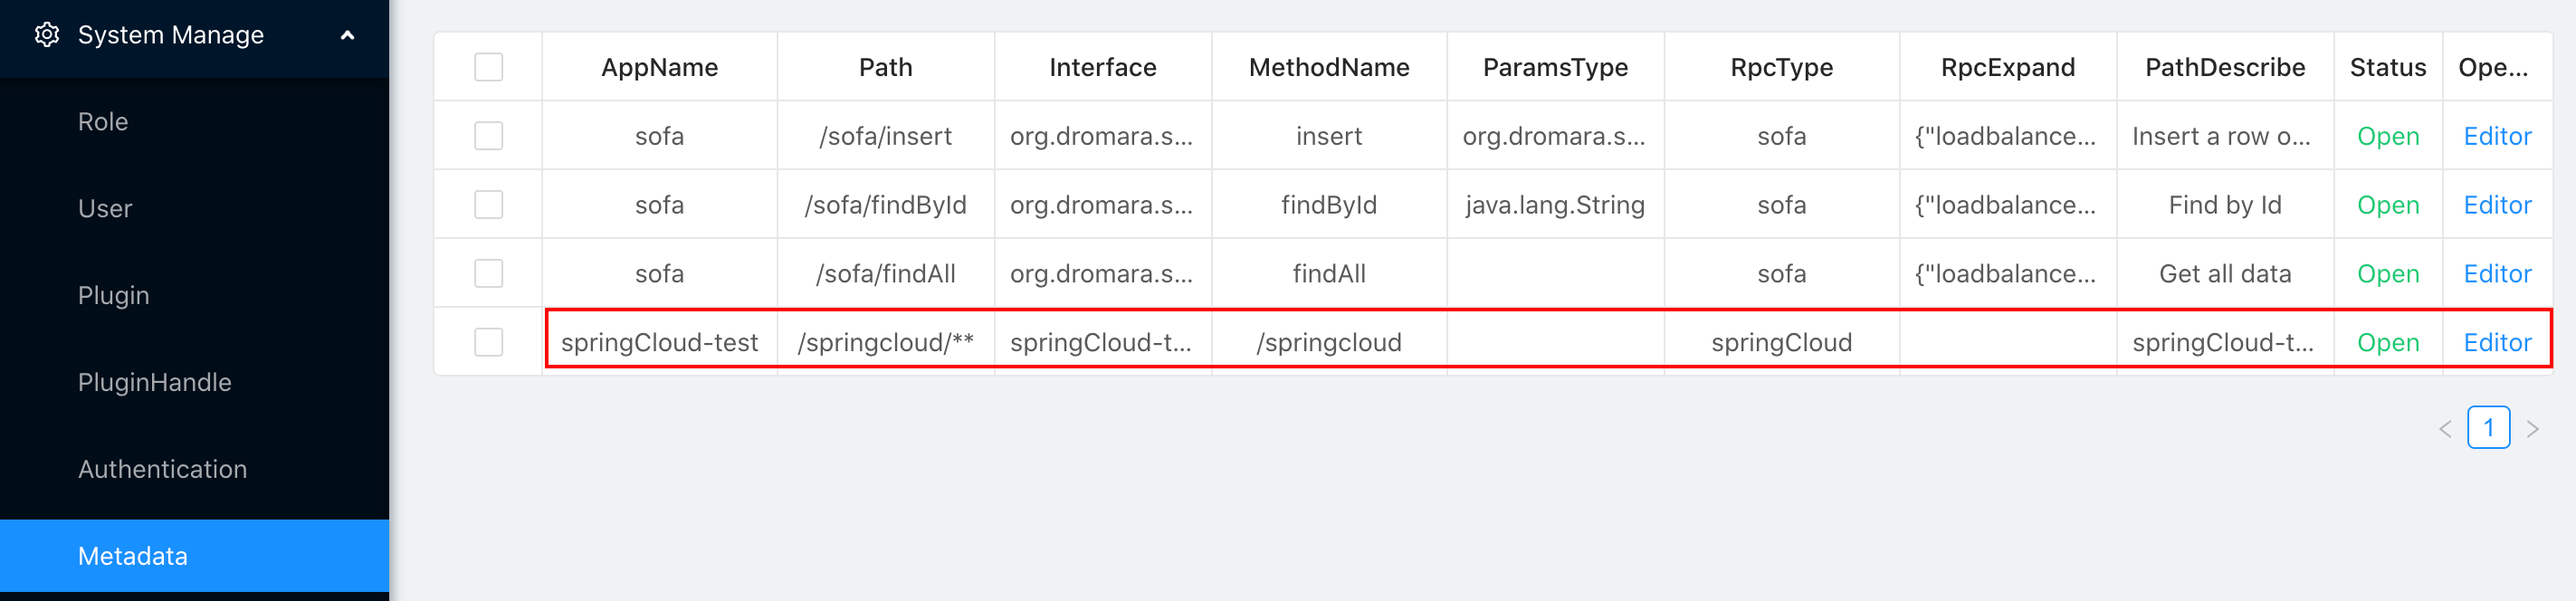 System Manage
Role
User
Plugin
PluginHandle
Authentication
Metadata
AppName Path Interface MethodName ParamsType RpcType RpcExpand PathDescribe Status Ope...
sofa /sofa/insert org.dromara.s... insert org.dromara.s... sofa {"loadbalance... Insert a row o... Open Editor
sofa /sofa/findById org.dromara.s... findById java.lang.String sofa {"loadbalance... Find by Id Open Editor
sofa /sofa/findAll org.dromara.s... findAll sofa {"loadbalance... Get all data Open Editor
springCloud-test /springcloud/** springCloud-t... /springcloud springCloud springCloud-t... Open Editor
< 1 >